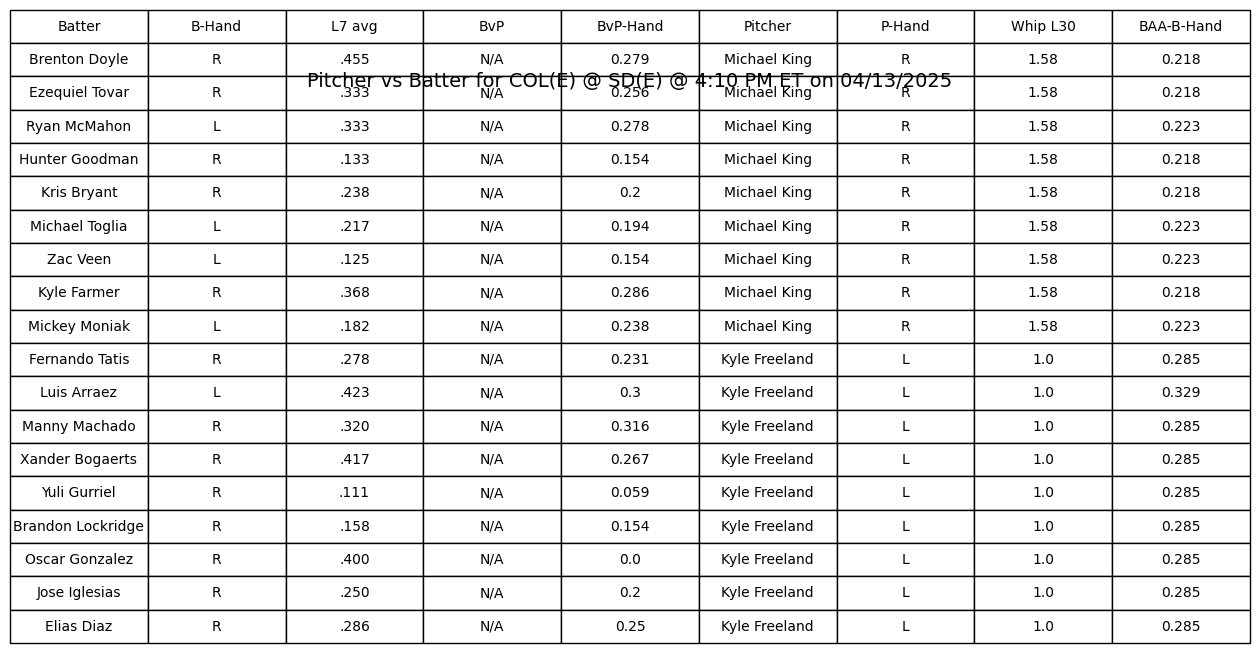 Batter B-Hand L7 avg BvP BvP-Hand Pitcher P-Hand Whip L30 BAA-B-Hand
Brenton Doyle R .455 N/A 0.279 Michael King R 1.58 0.218
Pitcher vs Batter for COL(E) @ SD(E) @ 4:10 PM ET on 04/13/2025
Ezequiel Tovar R .333 N/A 0.256 Michael King R 1.58 0.218
Ryan McMahon L .333 N/A 0.278 Michael King R 1.58 0.223
Hunter Goodman R .133 N/A 0.154 Michael King R 1.58 0.218
Kris Bryant R .238 N/A 0.2 Michael King R 1.58 0.218
Michael Toglia L .217 N/A 0.194 Michael King R 1.58 0.223
Zac Veen L .125 N/A 0.154 Michael King R 1.58 0.223
Kyle Farmer R .368 N/A 0.286 Michael King R 1.58 0.218
Mickey Moniak L .182 N/A 0.238 Michael King R 1.58 0.223
Fernando Tatis R .278 N/A 0.231 Kyle Freeland L 1.0 0.285
Luis Arraez L .423 N/A 0.3 Kyle Freeland L 1.0 0.329
Manny Machado R .320 N/A 0.316 Kyle Freeland L 1.0 0.285
Xander Bogaerts R .417 N/A 0.267 Kyle Freeland L 1.0 0.285
Yuli Gurriel R .111 N/A 0.059 Kyle Freeland L 1.0 0.285
Brandon Lockridge R .158 N/A 0.154 Kyle Freeland L 1.0 0.285
Oscar Gonzalez R .400 N/A 0.0 Kyle Freeland L 1.0 0.285
Jose Iglesias R .250 N/A 0.2 Kyle Freeland L 1.0 0.285
Elias Diaz R .286 N/A 0.25 Kyle Freeland L 1.0 0.285